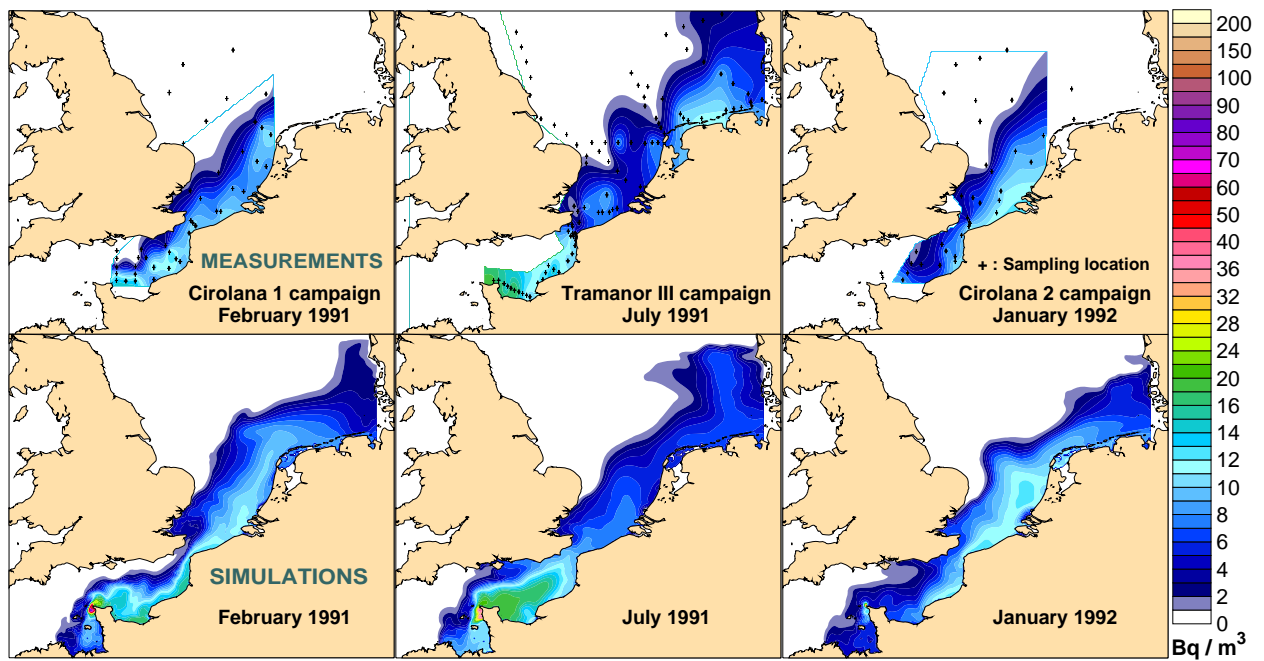 MEASUREMENTS
Cirolana 1 campaign
February 1991
Tramanor III campaign
July 1991
+ : Sampling location
Cirolana 2 campaign
January 1992
SIMULATIONS
February 1991
July 1991
January 1992
200
150
100
90
80
70
60
50
40
36
32
28
24
20
16
14
12
10
8
6
4
2
0
Bq / m³